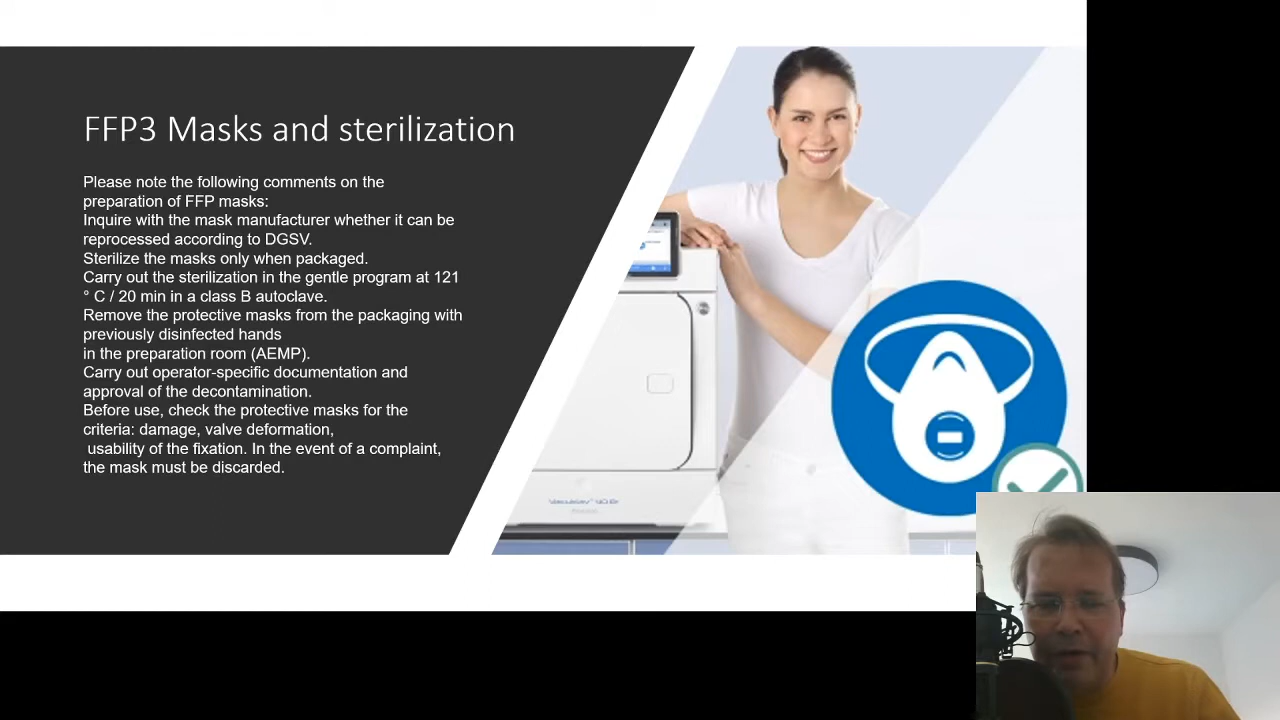 FFP3 Masks and sterilization
Please note the following comments on the
preparation of FFP masks:
Inquire with the mask manufacturer whether it can be
reprocessed according to DGSV.
Sterilize the masks only when packaged.
Carry out the sterilization in the gentle program at 121
° C / 20 min in a class B autoclave.
Remove the protective masks from the packaging with
previously disinfected hands
in the preparation room (AEMP).
Carry out operator-specific documentation and
approval of the decontamination.
Before use, check the protective masks for the
criteria: damage, valve deformation,
usability of the fixation. In the event of a complaint,
the mask must be discarded.